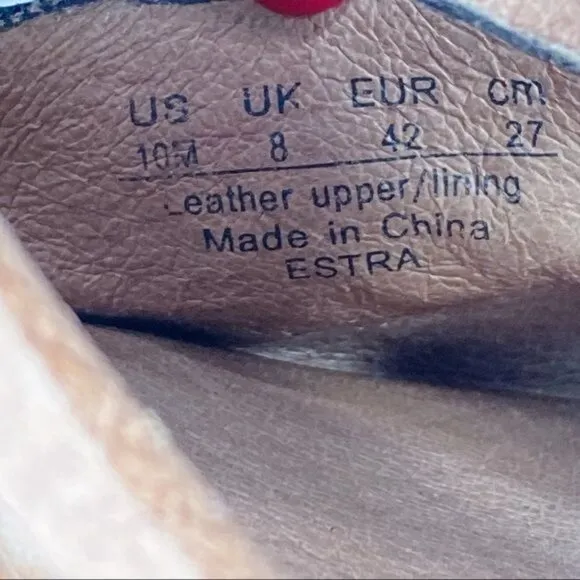 US UK EUR cm
10M 8 42 27
Leather upper/lining
Made in China
ESTRA